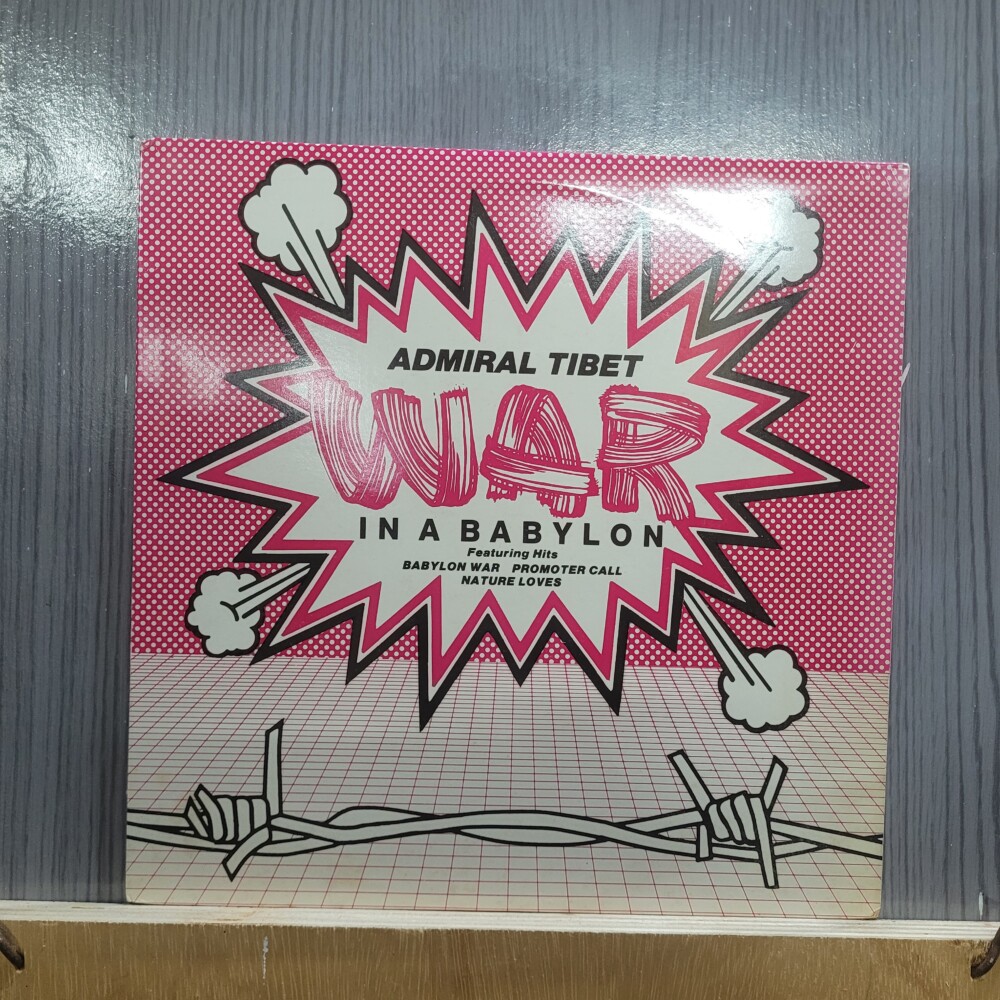 ADMIRAL TIBET
WAR
IN A BABYLON
Featuring Hits
BABYLON WAR PROMOTER CALL
NATURE LOVES